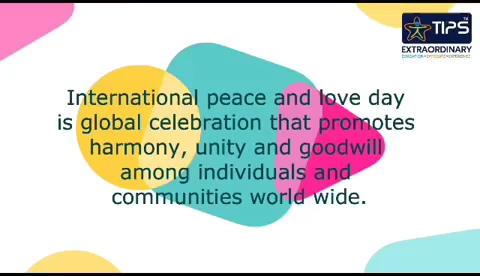 TIPS
EXTRAORDINARY
International peace and love day
is global celebration that promotes
harmony, unity and goodwill
among individuals and
communities world wide.